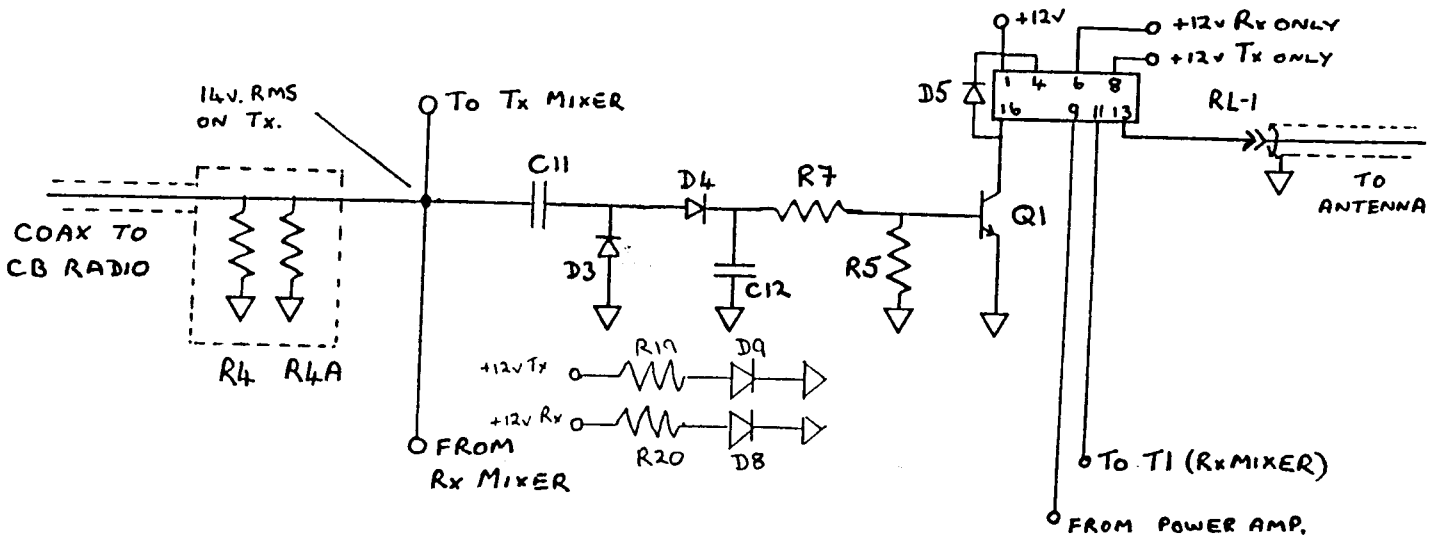 +12V
+12V Rx ONLY
+12V Tx ONLY
D5
1 4 6 8
16 9 11 13
RL-1
14V. RMS
ON TX.
TO TX MIXER
C11
D4
R7
Q1
TO
ANTENNA
COAX TO
CB RADIO
D3
C12
R5
R4 R4A
+12V Tx
R19
D9
+12V Rx
R20
D8
FROM
Rx MIXER
TO T1 (RxMIXER)
FROM POWER AMP.